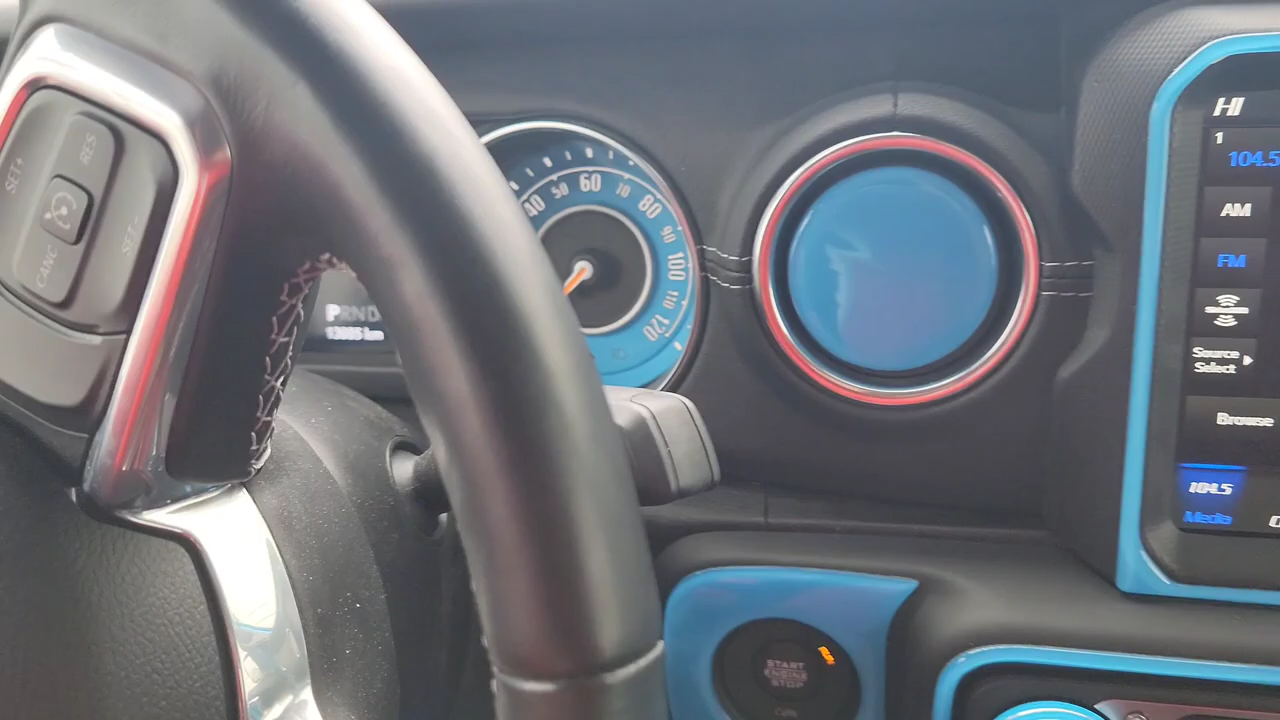 RES
SET+
CANC
SET-
40 50 60 70 80 90 100 110 120
PRND
km
HI
1
104.5
AM
FM
Source
Select
Browse
104.5
Media
START
ENGINE
STOP